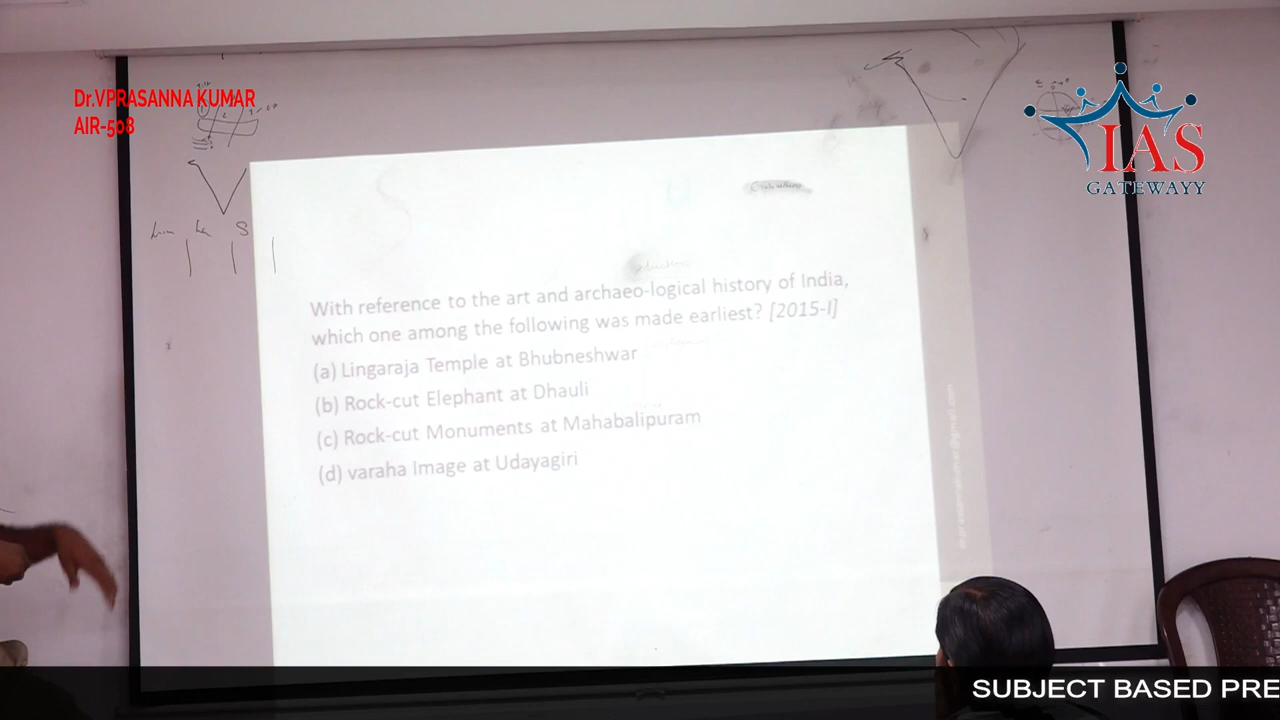 Dr.VPRASANNA KUMAR
AIR-508
IAS
GATEWAYY
With reference to the art and archaeo-logical history of India,
which one among the following was made earliest? [2015-I]
(a) Lingaraja Temple at Bhubneshwar
(b) Rock-cut Elephant at Dhauli
(c) Rock-cut Monuments at Mahabalipuram
(d) varaha Image at Udayagiri
SUBJECT BASED PRE